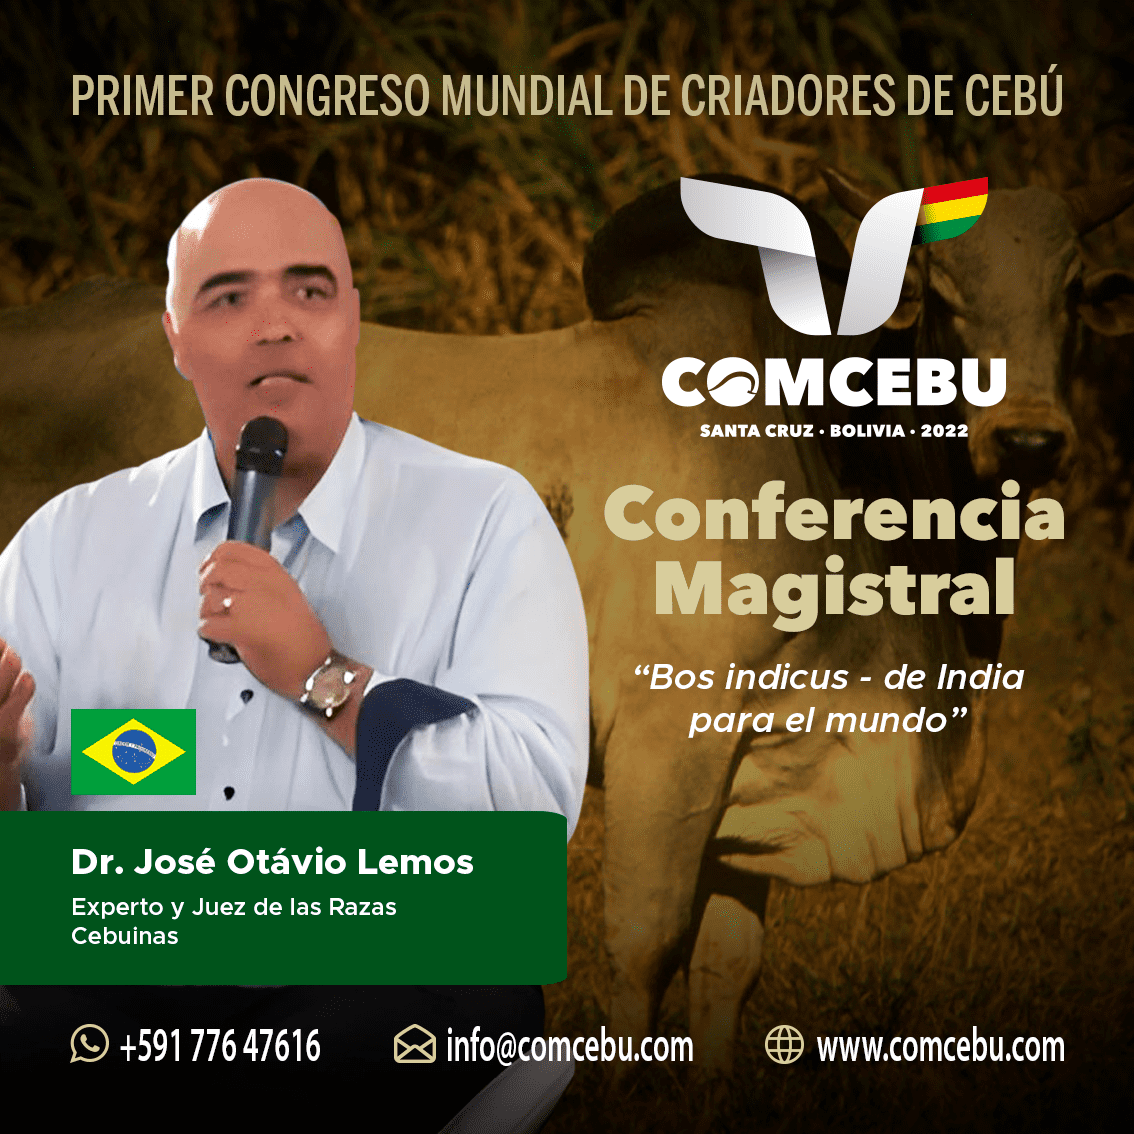 PRIMER CONGRESO MUNDIAL DE CRIADORES DE CEBÚ
COMCEBU
SANTA CRUZ · BOLIVIA · 2022
Conferencia
Magistral
“Bos indicus - de India
para el mundo”
Dr. José Otávio Lemos
Experto y Juez de las Razas
Cebuinas
+591 776 47616
info@comcebu.com
www.comcebu.com